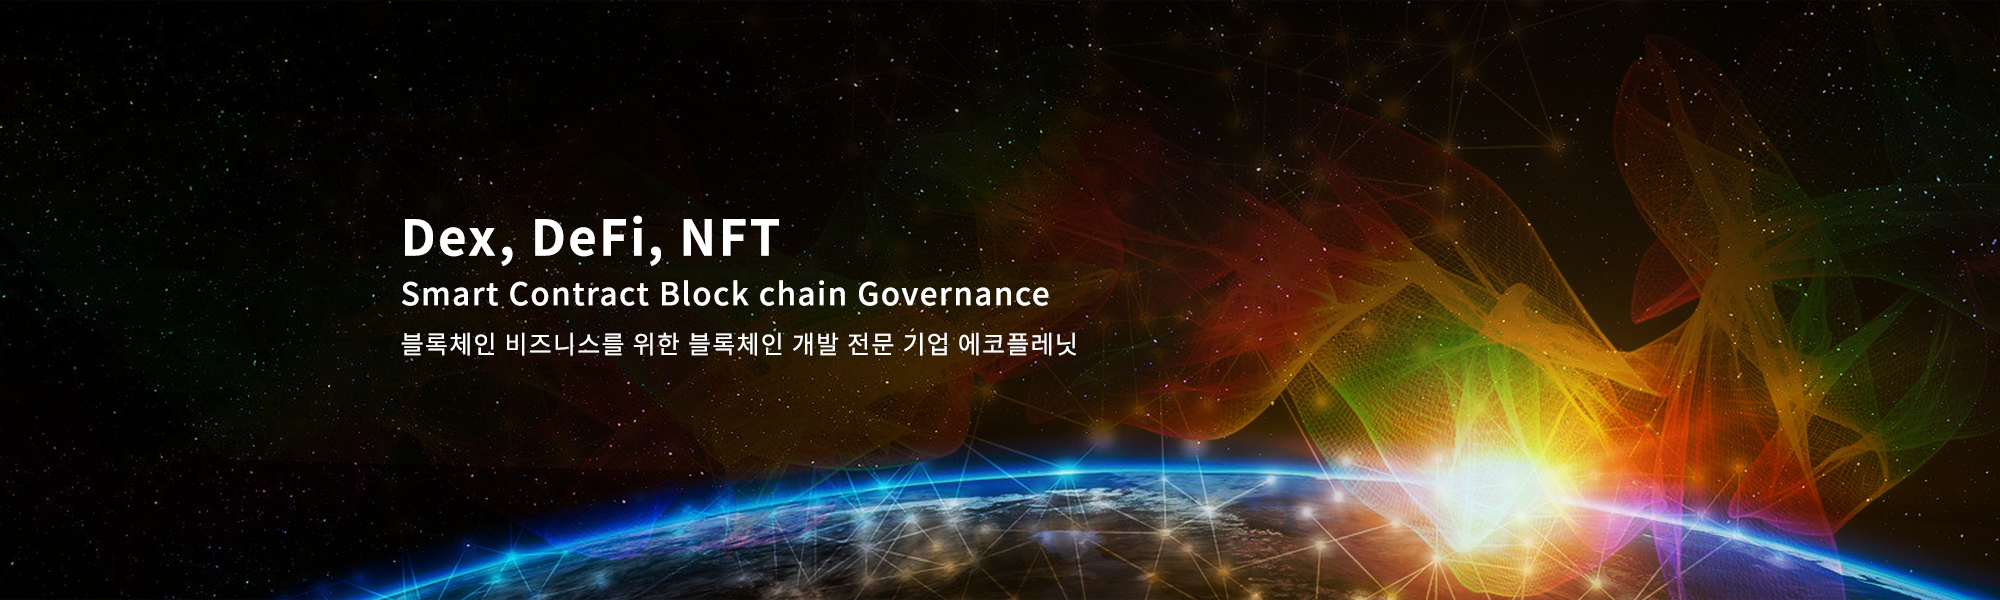 Dex, DeFi, NFT
Smart Contract Block chain Governance
블록체인 비즈니스를 위한 블록체인 개발 전문 기업 에코플레닛